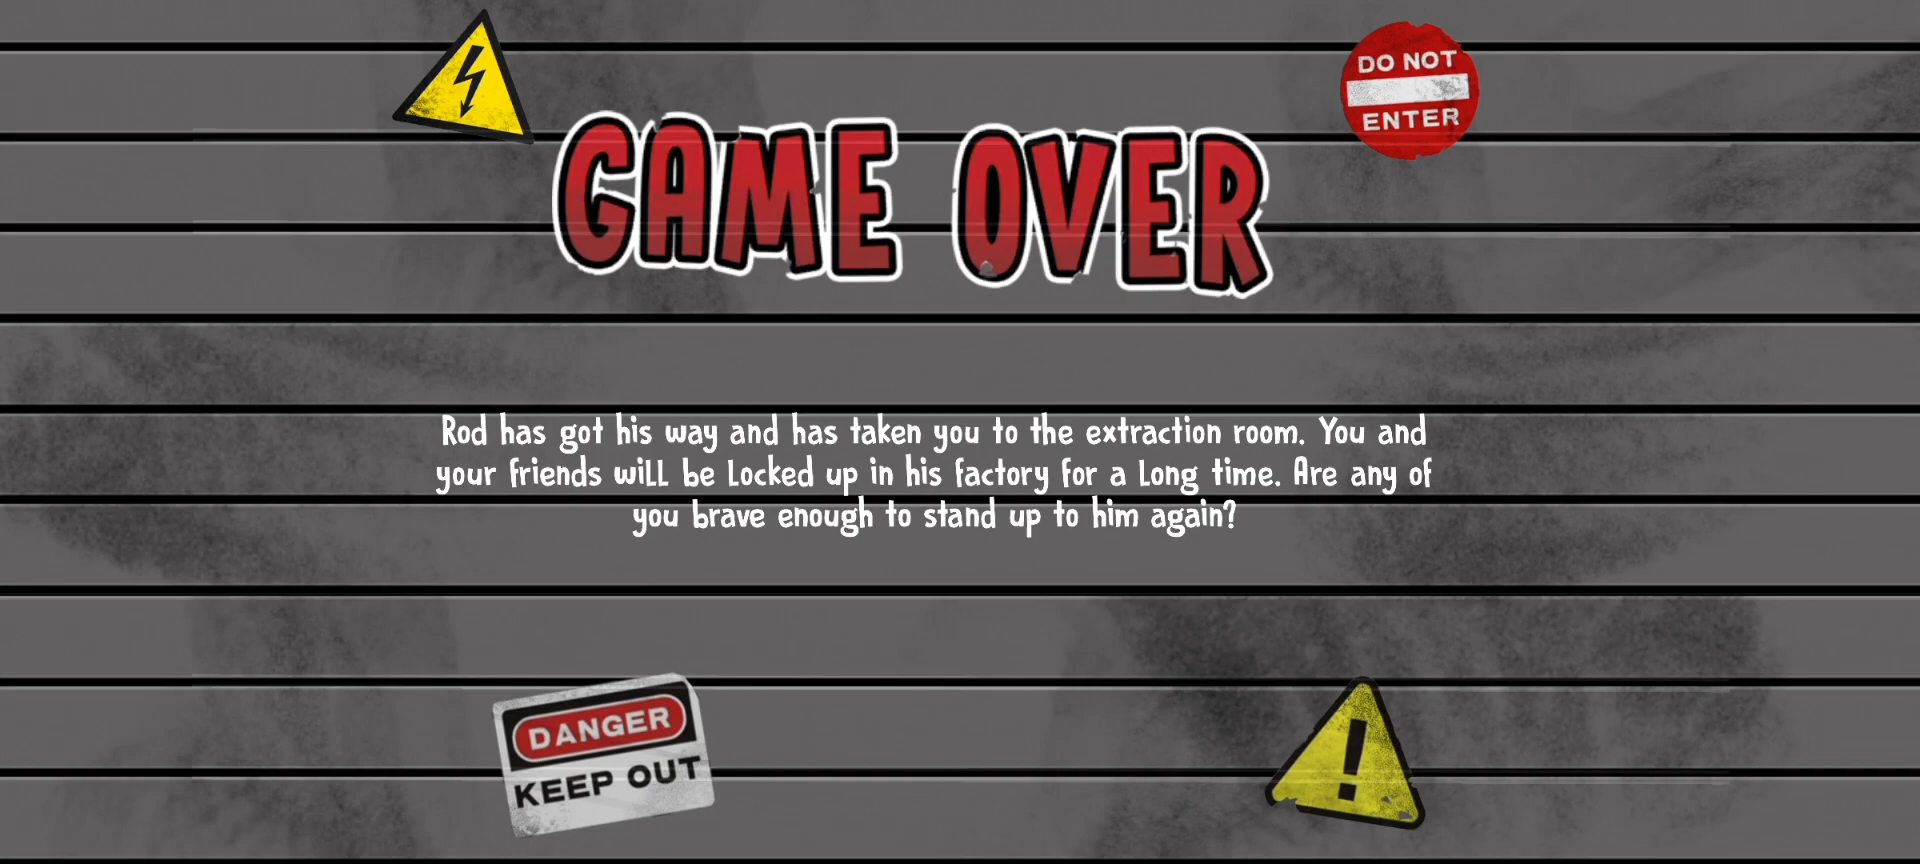 DO NOT
ENTER
GAME OVER
Rod has got his way and has taken you to the extraction room. You and
your friends will be locked up in his factory for a long time. Are any of
you brave enough to stand up to him again?
DANGER
KEEP OUT
!